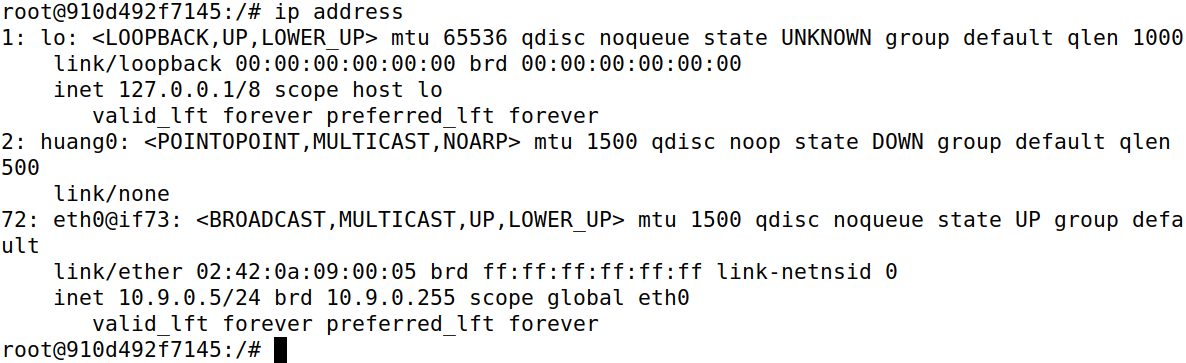 root@910d492f7145:/# ip address
1: lo: <LOOPBACK,UP,LOWER_UP> mtu 65536 qdisc noqueue state UNKNOWN group default qlen 1000
    link/loopback 00:00:00:00:00:00 brd 00:00:00:00:00:00
    inet 127.0.0.1/8 scope host lo
       valid_lft forever preferred_lft forever
2: huang0: <POINTOPOINT,MULTICAST,NOARP> mtu 1500 qdisc noop state DOWN group default qlen
500
    link/none
72: eth0@if73: <BROADCAST,MULTICAST,UP,LOWER_UP> mtu 1500 qdisc noqueue state UP group defa
ult
    link/ether 02:42:0a:09:00:05 brd ff:ff:ff:ff:ff:ff link-netnsid 0
    inet 10.9.0.5/24 brd 10.9.0.255 scope global eth0
       valid_lft forever preferred_lft forever
root@910d492f7145:/#